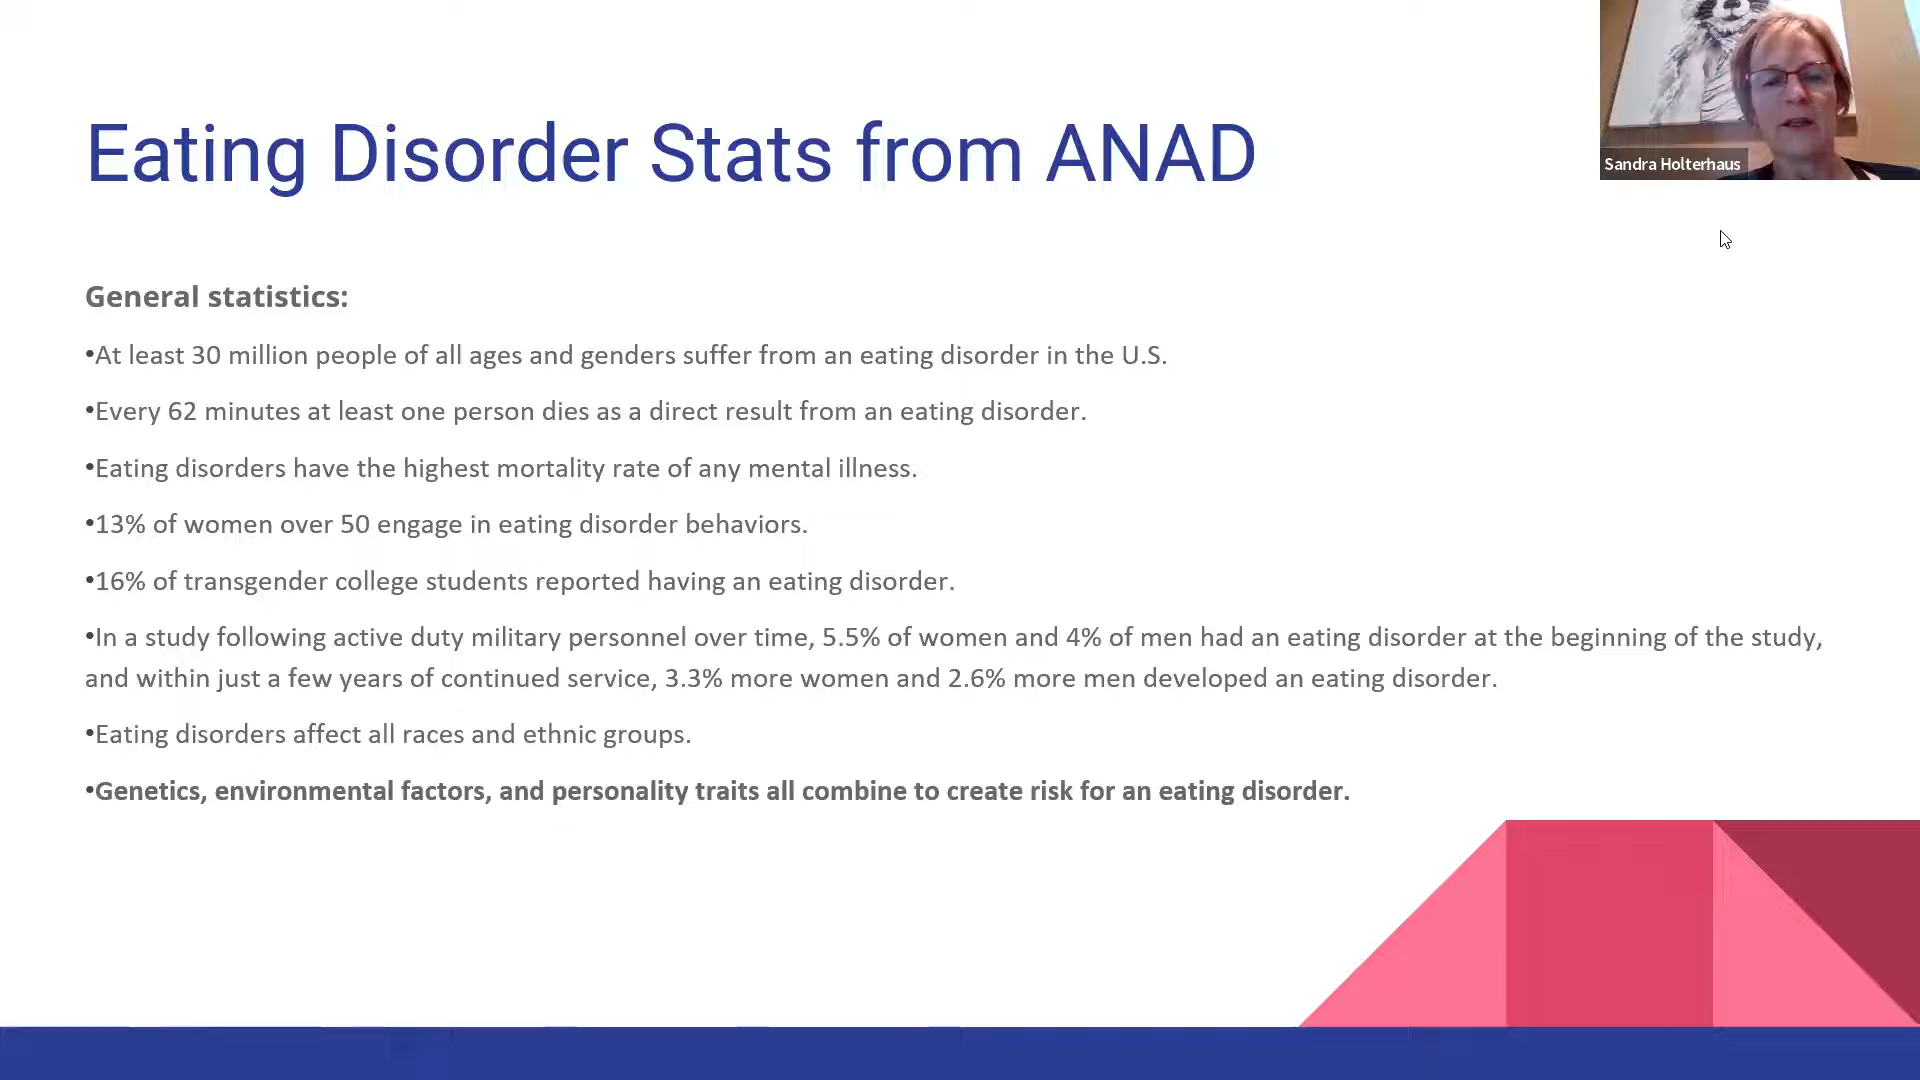 Eating Disorder Stats from ANAD
Sandra Holterhaus
General statistics:
•At least 30 million people of all ages and genders suffer from an eating disorder in the U.S.
•Every 62 minutes at least one person dies as a direct result from an eating disorder.
•Eating disorders have the highest mortality rate of any mental illness.
•13% of women over 50 engage in eating disorder behaviors.
•16% of transgender college students reported having an eating disorder.
•In a study following active duty military personnel over time, 5.5% of women and 4% of men had an eating disorder at the beginning of the study,
and within just a few years of continued service, 3.3% more women and 2.6% more men developed an eating disorder.
•Eating disorders affect all races and ethnic groups.
•Genetics, environmental factors, and personality traits all combine to create risk for an eating disorder.